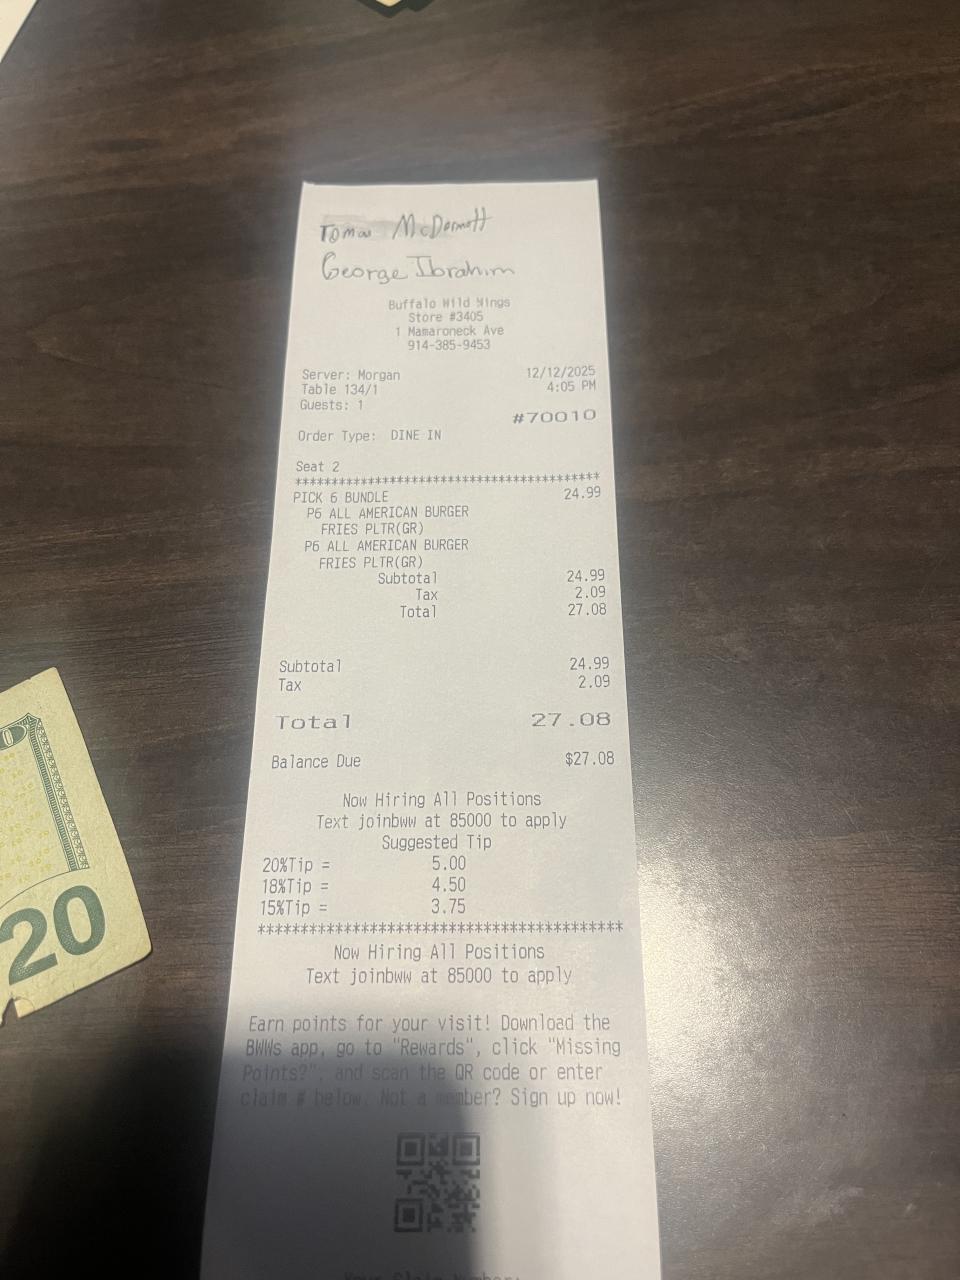 McDermott
George Ibrahim
Buffalo Wild Wings
Store #3405
1 Mamaroneck Ave
914-385-9453
Server: Morgan 12/12/2025
Table 134/1 4:05 PM
Guests: 1
#70010
Order Type: DINE IN
Seat 2
******************************************
PICK 6 BUNDLE 24.99
P6 ALL AMERICAN BURGER
FRIES PLTR(GR)
P6 ALL AMERICAN BURGER
FRIES PLTR(GR)
Subtotal 24.99
Tax 2.09
Total 27.08
Subtotal 24.99
Tax 2.09
Total 27.08
Balance Due $27.08
Now Hiring All Positions
Text joinbww at 85000 to apply
Suggested Tip
20%Tip = 5.00
18%Tip = 4.50
15%Tip = 3.75
******************************************
Now Hiring All Positions
Text joinbww at 85000 to apply
Earn points for your visit! Download the
BWWs app, go to "Rewards", click "Missing
Points?", and scan the QR code or enter
claim # below. Not a member? Sign up now!
Your Claim Number:
20